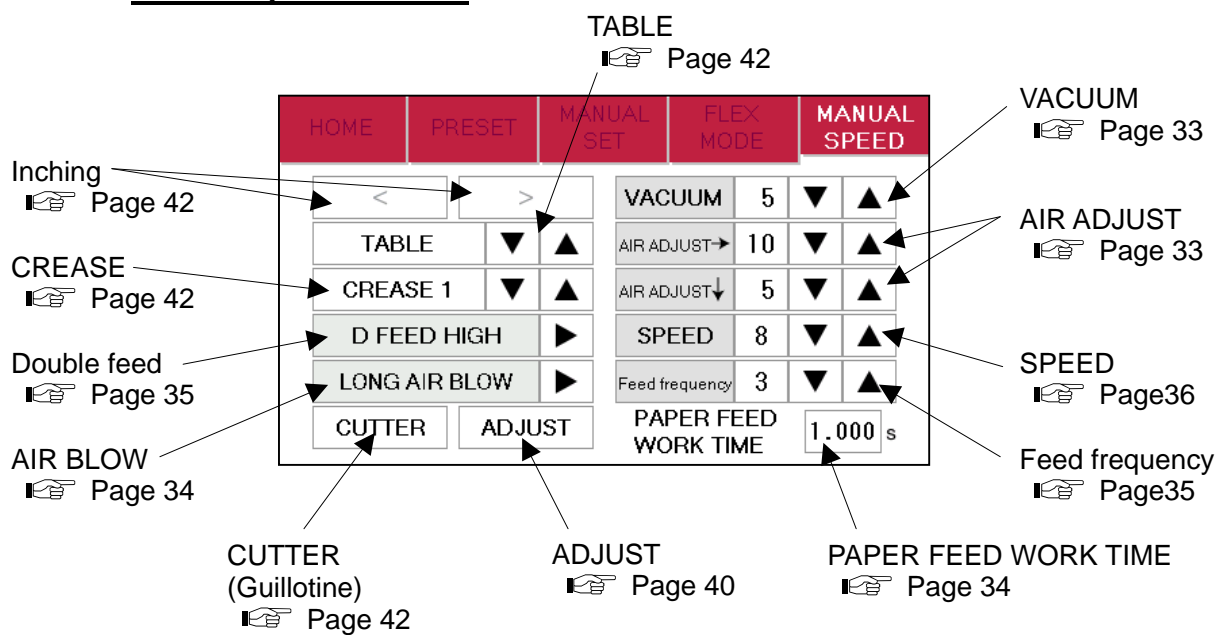 TABLE
Page 42
VACUUM
Page 33
HOME
PRESET
MANUAL
SET
FLEX
MODE
MANUAL
SPEED
Inching
Page 42
< > VACUUM 5 ▼ ▲
AIR ADJUST
Page 33
TABLE ▼ ▲ AIR ADJUST→ 10 ▼ ▲
CREASE
Page 42
CREASE 1 ▼ ▲ AIR ADJUST↓ 5 ▼ ▲
D FEED HIGH ▶ SPEED 8 ▼ ▲
Double feed
Page 35
SPEED
Page36
LONG AIR BLOW ▶ Feed frequency 3 ▼ ▲
CUTTER ADJUST
PAPER FEED
WORK TIME
1.000 s
AIR BLOW
Page 34
Feed frequency
Page35
CUTTER
(Guillotine)
Page 42
ADJUST
Page 40
PAPER FEED WORK TIME
Page 34